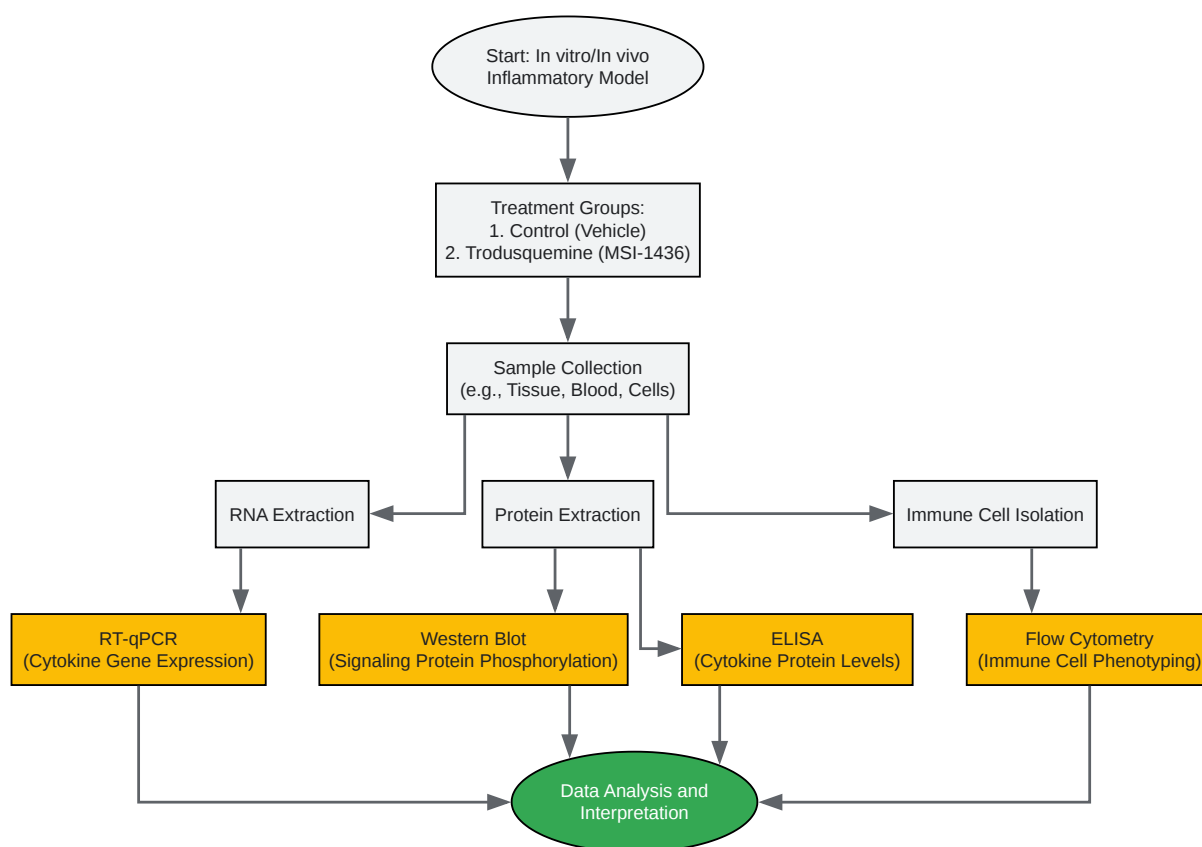 Start: In vitro/In vivo
Inflammatory Model
Treatment Groups:
1. Control (Vehicle)
2. Trodusquemine (MSI-1436)
Sample Collection
(e.g., Tissue, Blood, Cells)
RNA Extraction
Protein Extraction
Immune Cell Isolation
RT-qPCR
(Cytokine Gene Expression)
Western Blot
(Signaling Protein Phosphorylation)
ELISA
(Cytokine Protein Levels)
Flow Cytometry
(Immune Cell Phenotyping)
Data Analysis and
Interpretation